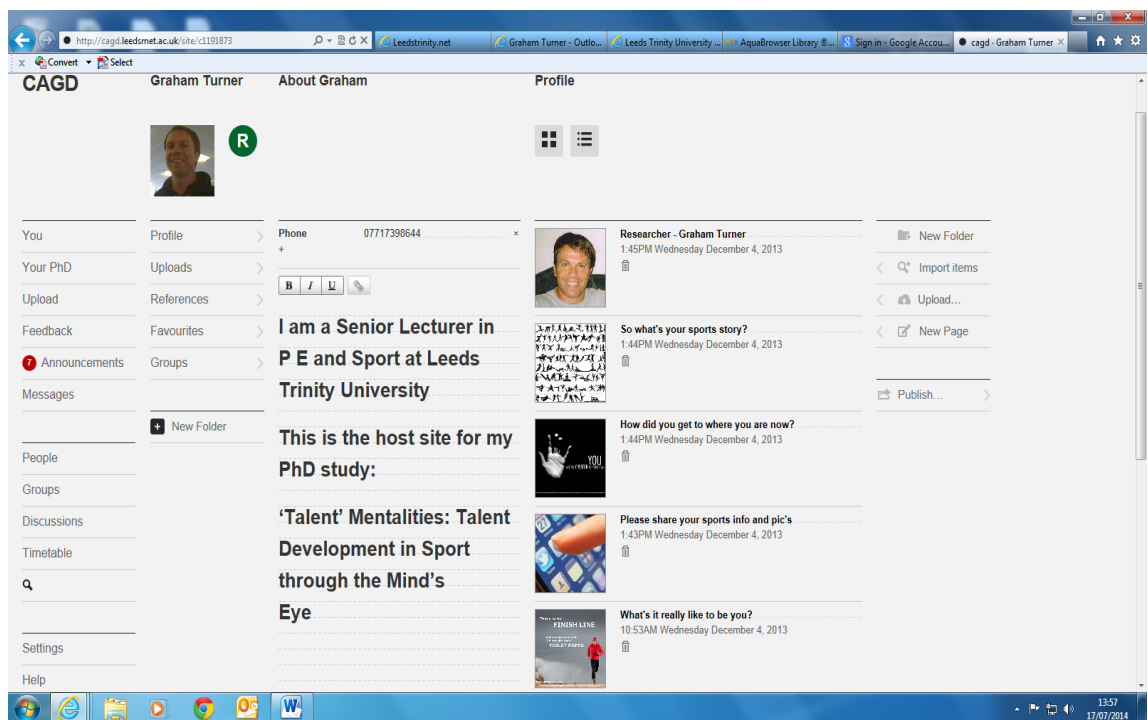 http://cagd.leedsmet.ac.uk/site/c1191873
Leedstrinity.net
Graham Turner - Outlo...
Leeds Trinity University ...
AquaBrowser Library ®...
Sign in - Google Accou...
cagd - Graham Turner
x Convert Select
CAGD
Graham Turner
About Graham
Profile
R
You
Your PhD
Upload
Feedback
7 Announcements
Messages
People
Groups
Discussions
Timetable
Settings
Help
Profile
Uploads
References
Favourites
Groups
+ New Folder
Phone 07717398644 ×
+
B I U
I am a Senior Lecturer in
P E and Sport at Leeds
Trinity University
This is the host site for my
PhD study:
‘Talent’ Mentalities: Talent
Development in Sport
through the Mind’s
Eye
Researcher - Graham Turner
1:45PM Wednesday December 4, 2013
So what's your sports story?
1:44PM Wednesday December 4, 2013
YOU
How did you get to where you are now?
1:44PM Wednesday December 4, 2013
Please share your sports info and pic's
1:43PM Wednesday December 4, 2013
FINISH LINE
What's it really like to be you?
10:53AM Wednesday December 4, 2013
New Folder
Import items
Upload...
New Page
Publish...
13:57
17/07/2014